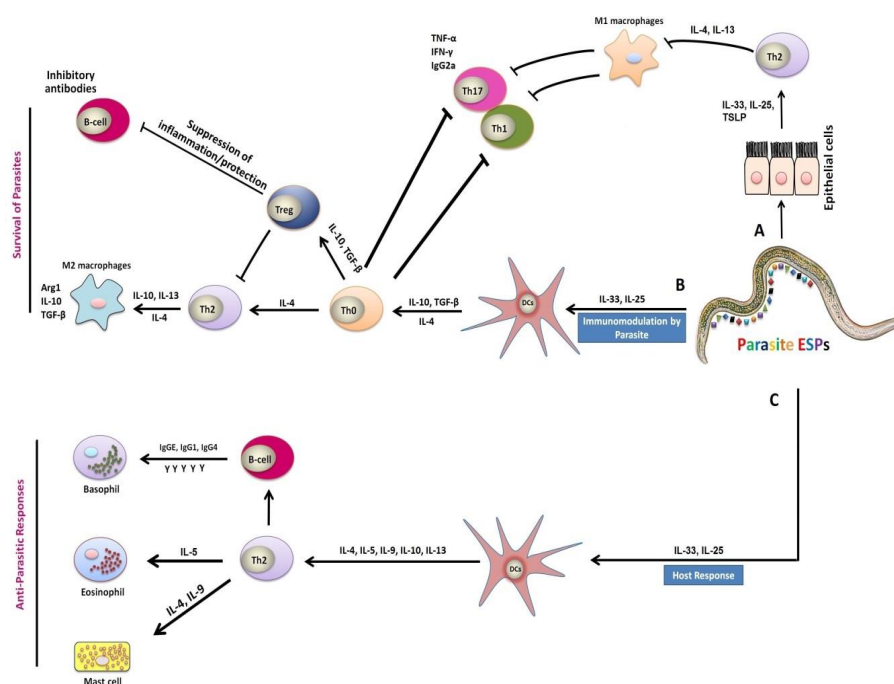 M1 macrophages
IL-4, IL-13
Th2
TNF-α
IFN-γ
IgG2a
Th17
Th1
IL-33, IL-25,
TSLP
Epithelial cells
A
Inhibitory
antibodies
B-cell
Suppression of
inflammation/protection
Treg
IL-10, TGF-β
Survival of Parasites
M2 macrophages
Arg1
IL-10
TGF-β
IL-10, IL-13
IL-4
Th2
IL-4
Th0
IL-10, TGF-β
IL-4
DCs
B
IL-33, IL-25
Immunomodulation by
Parasite
Parasite ESPs
C
Anti-Parasitic Responses
IgGE, IgG1, IgG4
Y Y Y Y Y
B-cell
Basophil
IL-5
Th2
Eosinophil
IL-4, IL-9
Mast cell
IL-4, IL-5, IL-9, IL-10, IL-13
DCs
IL-33, IL-25
Host Response